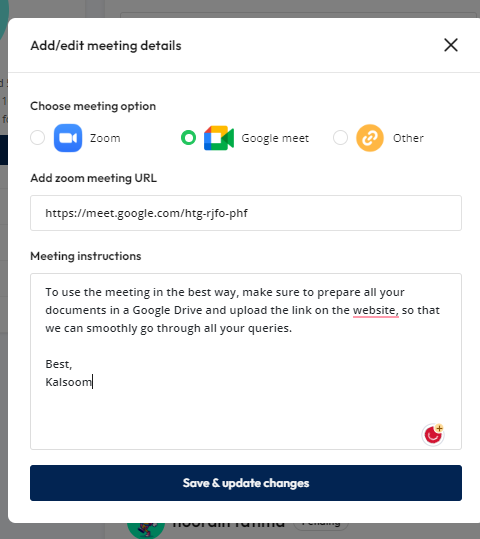 Add/edit meeting details
Choose meeting option
Zoom
Google meet
Other
Add zoom meeting URL
https://meet.google.com/htg-rjfo-phf
Meeting instructions
To use the meeting in the best way, make sure to prepare all your
documents in a Google Drive and upload the link on the website, so that
we can smoothly go through all your queries.
Best,
Kalsoom
Save & update changes